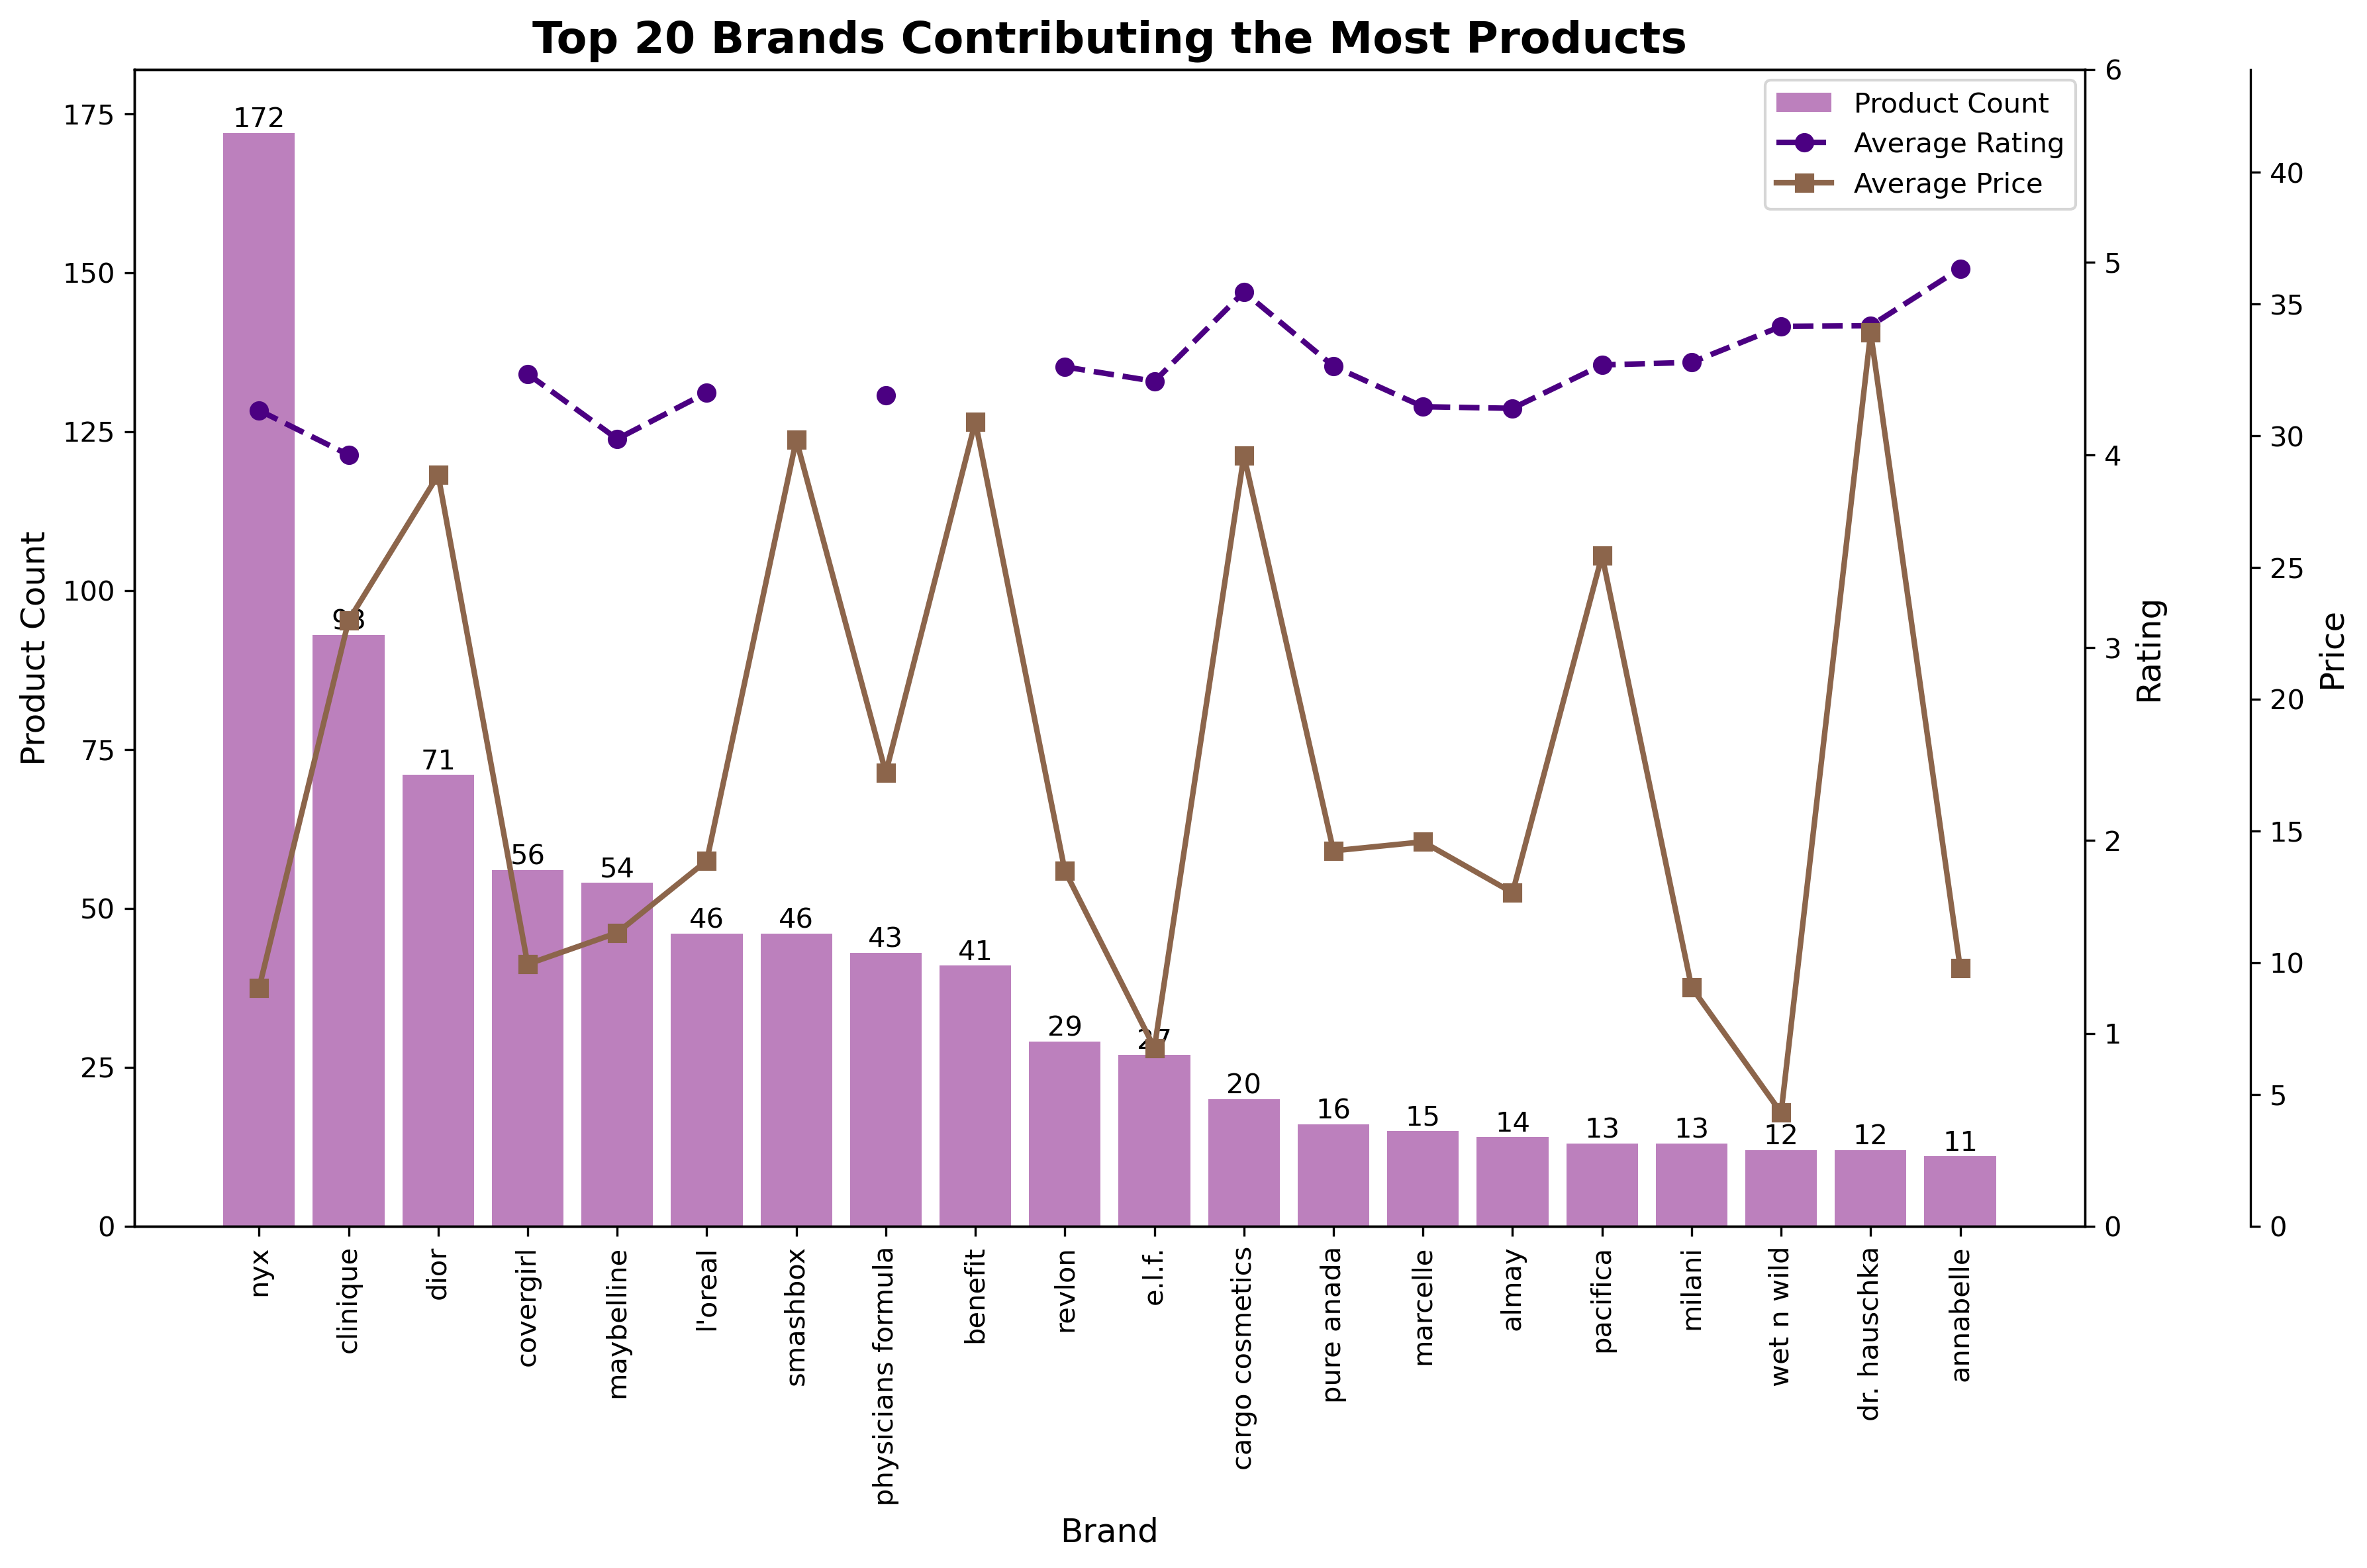 Top 20 Brands Contributing the Most Products
Product Count
Average Rating
Average Price
Product Count
175
150
125
100
75
50
25
0
172
93
71
56
54
46
46
43
41
29
27
20
16
15
14
13
13
12
12
11
6
5
4
3
2
1
0
Rating
40
35
30
25
20
15
10
5
0
Price
nyx
clinique
dior
covergirl
maybelline
l'oreal
smashbox
physicians formula
benefit
revlon
e.l.f.
cargo cosmetics
pure anada
marcelle
almay
pacifica
milani
wet n wild
dr. hauschka
annabelle
Brand